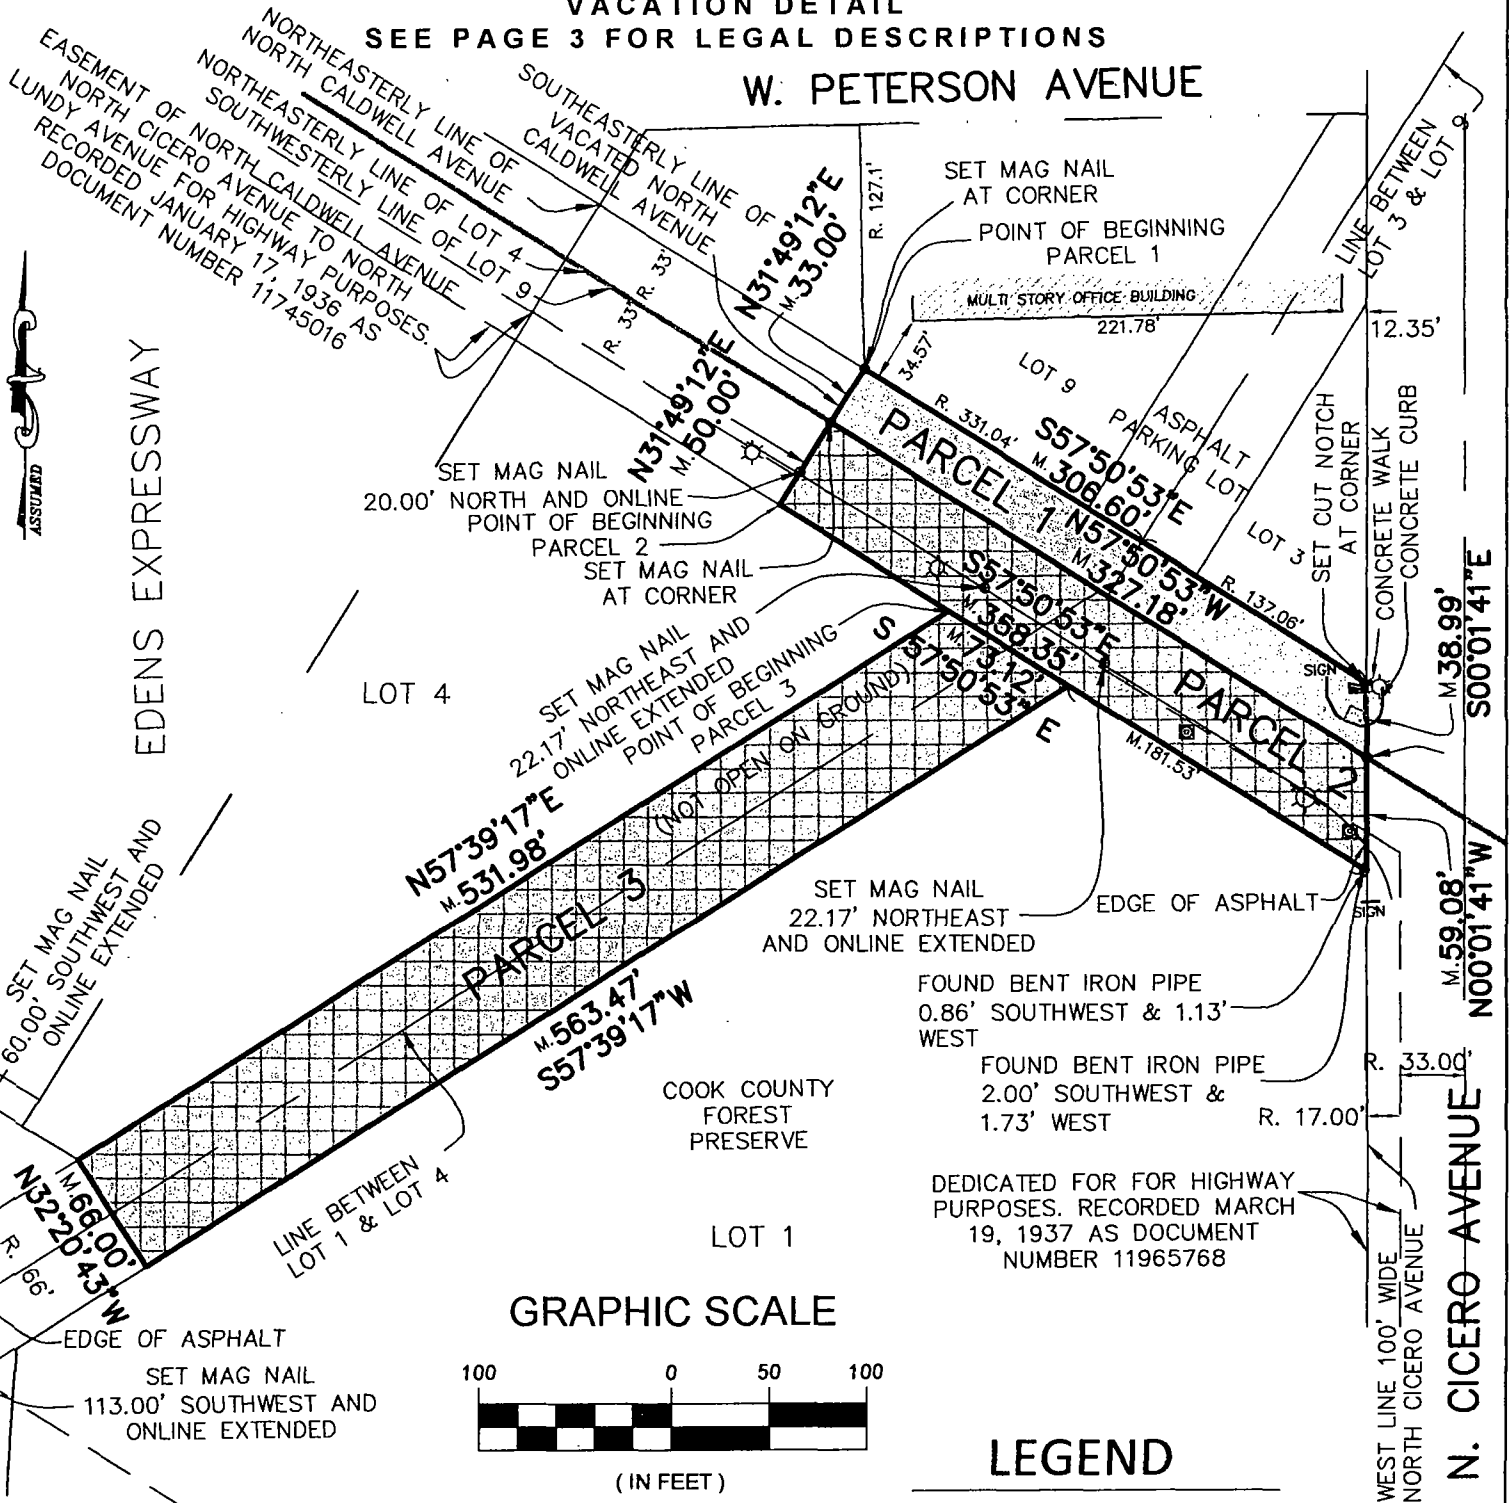 VACATION DETAIL
SEE PAGE 3 FOR LEGAL DESCRIPTIONS
W. PETERSON AVENUE
NORTHEASTERLY LINE OF
NORTH CALDWELL AVENUE
NORTHEASTERLY LINE OF LOT 4
SOUTHWESTERLY LINE OF LOT 9
EASEMENT OF NORTH CALDWELL AVENUE
NORTH CICERO AVENUE TO NORTH
LUNDY AVENUE FOR HIGHWAY PURPOSES.
RECORDED JANUARY 17, 1936 AS
DOCUMENT NUMBER 11745016
SOUTHEASTERLY LINE OF
VACATED NORTH
CALDWELL AVENUE
N31°49'12"E
M.33.00'
R. 127.1'
SET MAG NAIL
AT CORNER
POINT OF BEGINNING
PARCEL 1
MULTI STORY OFFICE BUILDING
221.78'
34.57'
12.35'
LINE BETWEEN
LOT 3 & LOT 9
R. 33'
R. 33'
N31°49'12"E
M.50.00'
ASSUMED
EDENS EXPRESSWAY
SET MAG NAIL
20.00' NORTH AND ONLINE
POINT OF BEGINNING
PARCEL 2
SET MAG NAIL
AT CORNER
LOT 9
ASPHALT
PARKING LOT
R. 331.04'
S57°50'53"E
M.306.60'
PARCEL 1
N57°50'53"W
M.327.18'
LOT 3
R. 137.06'
SET CUT NOTCH
AT CORNER
CONCRETE WALK
CONCRETE CURB
SIGN
M38.99'
S00°01'41"E
S57°50'53"E
M.358.35'
M.73.12'
S 57°50'53" E
PARCEL 2
M.181.53'
SET MAG NAIL
22.17' NORTHEAST AND
ONLINE EXTENDED
POINT OF BEGINNING
PARCEL 3
(NOT OPEN ON GROUND)
LOT 4
N57°39'17"E
M.531.98'
PARCEL 3
M.563.47'
S57°39'17"W
SET MAG NAIL
60.00' SOUTHWEST AND
ONLINE EXTENDED
SET MAG NAIL
22.17' NORTHEAST
AND ONLINE EXTENDED
EDGE OF ASPHALT
SIGN
M.59.08'
N00°01'41"W
FOUND BENT IRON PIPE
0.86' SOUTHWEST & 1.13'
WEST
FOUND BENT IRON PIPE
2.00' SOUTHWEST &
1.73' WEST
R. 33.00'
R. 17.00'
COOK COUNTY
FOREST
PRESERVE
LOT 1
DEDICATED FOR FOR HIGHWAY
PURPOSES. RECORDED MARCH
19, 1937 AS DOCUMENT
NUMBER 11965768
M.66.00'
N32°20'43"W
R. 66'
LINE BETWEEN
LOT 1 & LOT 4
EDGE OF ASPHALT
SET MAG NAIL
113.00' SOUTHWEST AND
ONLINE EXTENDED
GRAPHIC SCALE
100 0 50 100
( IN FEET )
LEGEND
WEST LINE 100' WIDE
NORTH CICERO AVENUE
N. CICERO AVENUE